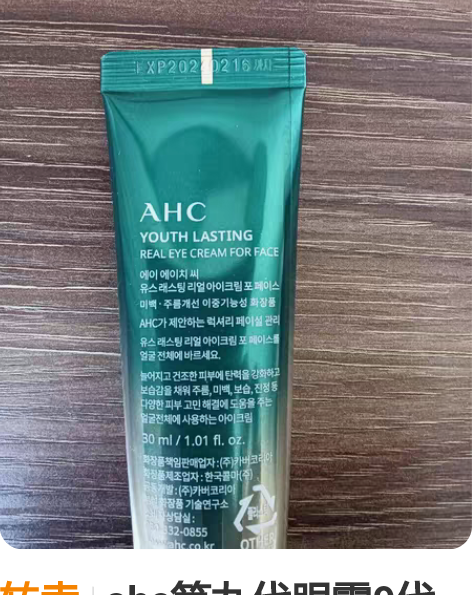 AHC
YOUTH LASTING
REAL EYE CREAM FOR FACE
에이 에이치 씨
유스 래스팅 리얼 아이크림 포 페이스
미백 · 주름개선 이중기능성 화장품
AHC가 제안하는 럭셔리 페이셜 관리
유스 래스팅 리얼 아이크림 포 페이스를
얼굴 전체에 바르세요.
늘어지고 건조한 피부에 탄력을 강화하고
보습감을 채워 주름, 미백, 보습, 진정 등
다양한 피부 고민 해결에 도움을 주는
얼굴전체에 사용하는 아이크림
30 ml / 1.01 fl. oz.
화장품책임판매업자 : (주)카버코리아
화장품제조업자 : 한국콜마(주)
(주)카버코리아
화장품 기술연구소
상담실 :
32-0855
ahc.co.kr
OTHER